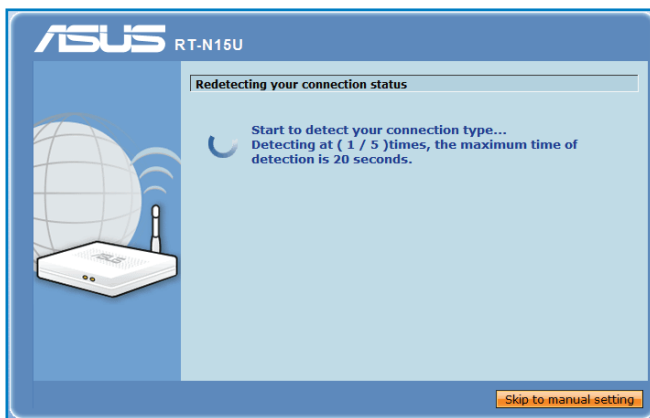 ASUS RT-N15U
Redetecting your connection status
Start to detect your connection type...
Detecting at ( 1 / 5 )times, the maximum time of
detection is 20 seconds.
ASUS
Skip to manual setting